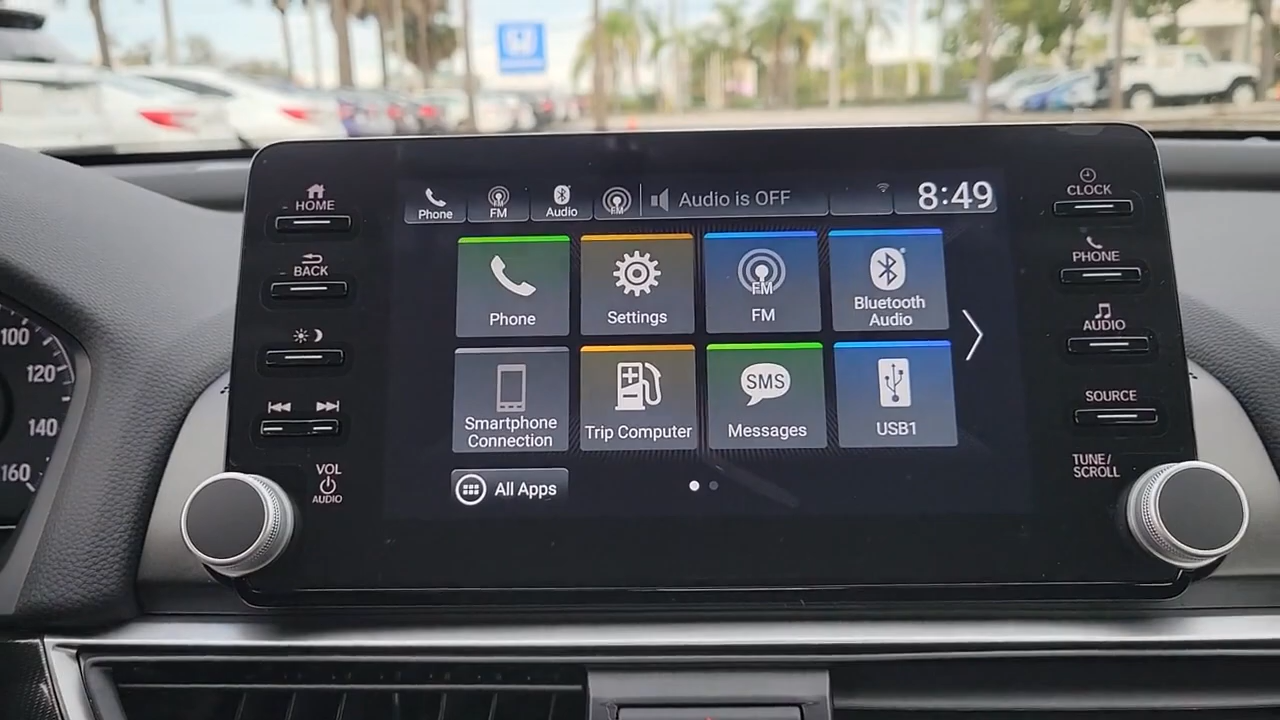 HOME
BACK
VOL
AUDIO
Phone
FM
Audio
FM
Audio is OFF
8:49
Phone
Settings
FM
FM
Bluetooth
Audio
Smartphone
Connection
Trip Computer
SMS
Messages
USB1
All Apps
CLOCK
PHONE
AUDIO
SOURCE
TUNE/
SCROLL
100
120
140
160